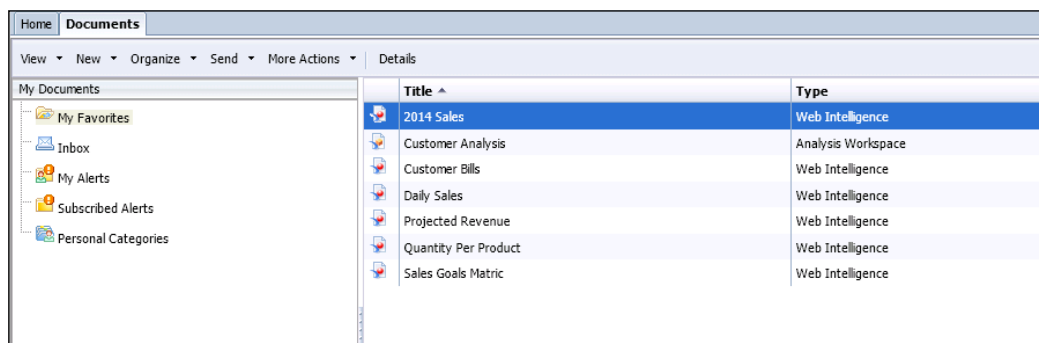 Home Documents
View New Organize Send More Actions Details
My Documents
My Favorites
Inbox
My Alerts
Subscribed Alerts
Personal Categories
Title Type
2014 Sales Web Intelligence
Customer Analysis Analysis Workspace
Customer Bills Web Intelligence
Daily Sales Web Intelligence
Projected Revenue Web Intelligence
Quantity Per Product Web Intelligence
Sales Goals Matric Web Intelligence